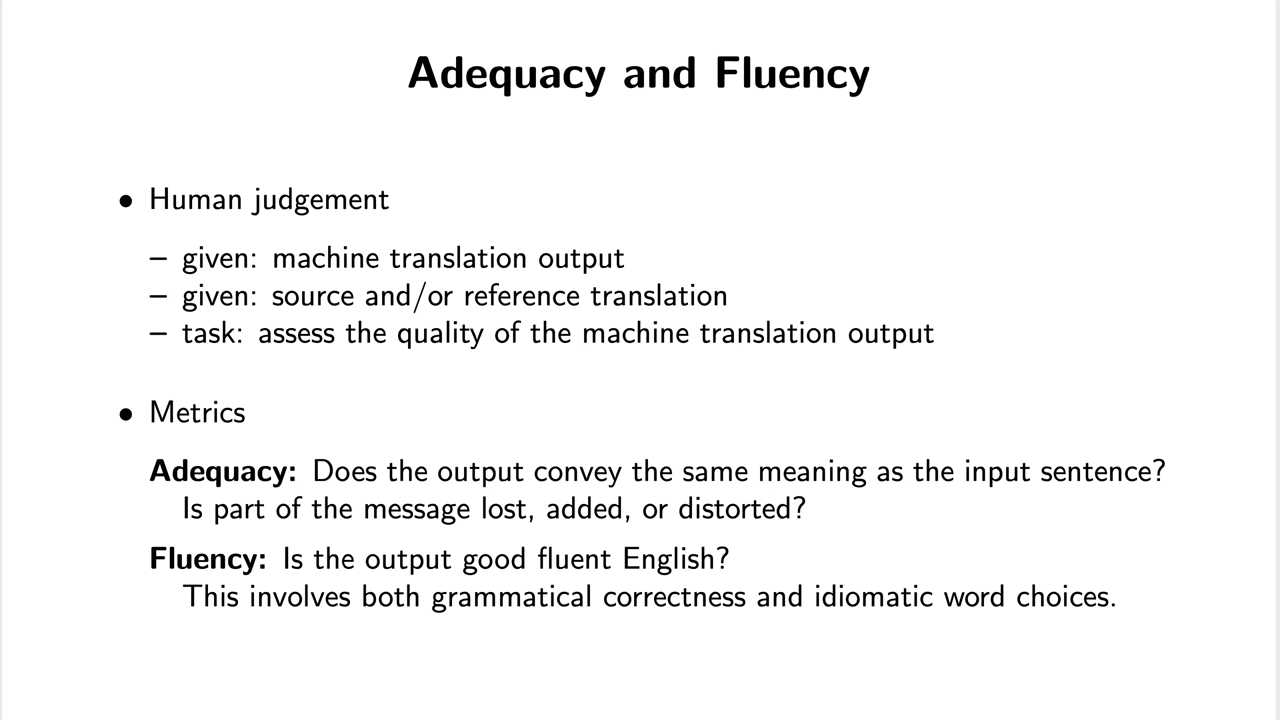 Adequacy and Fluency
• Human judgement
– given: machine translation output
– given: source and/or reference translation
– task: assess the quality of the machine translation output
• Metrics
Adequacy: Does the output convey the same meaning as the input sentence?
Is part of the message lost, added, or distorted?
Fluency: Is the output good fluent English?
This involves both grammatical correctness and idiomatic word choices.